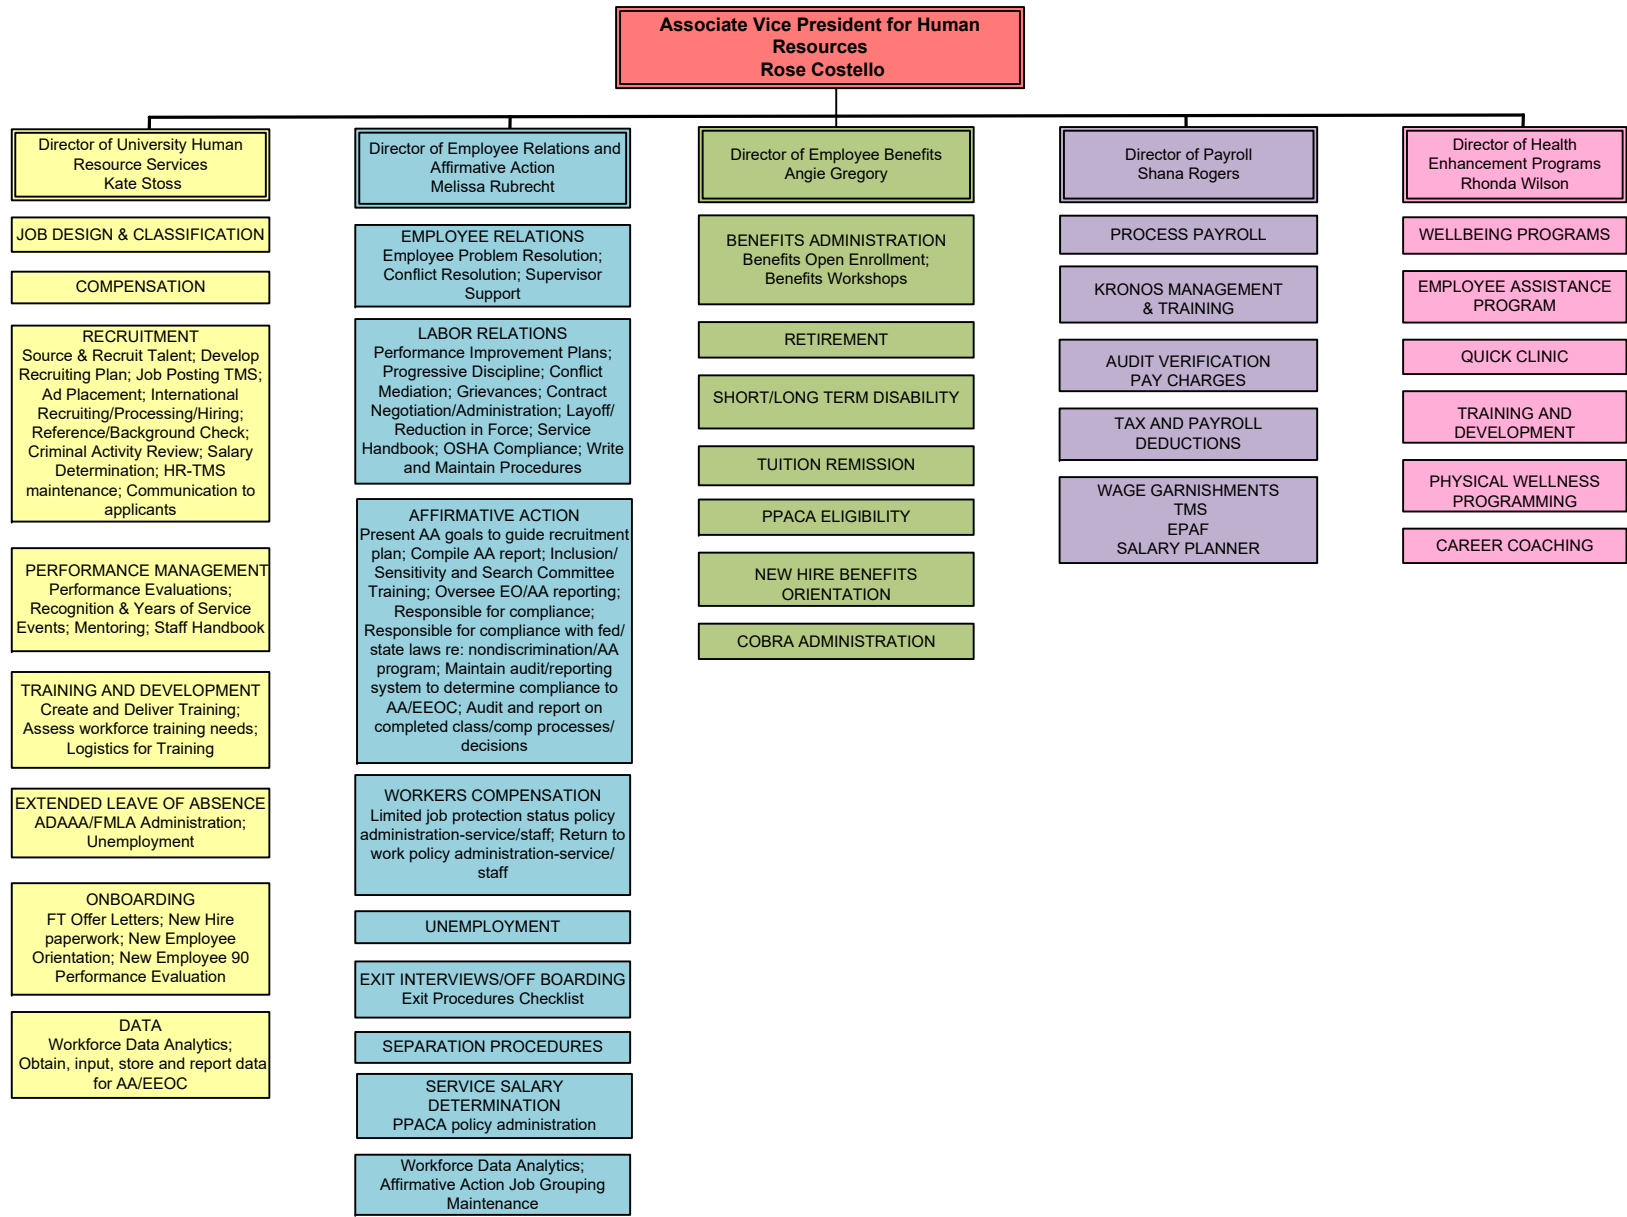 Associate Vice President for Human
Resources
Rose Costello
Director of University Human
Resource Services
Kate Stoss
JOB DESIGN & CLASSIFICATION
COMPENSATION
RECRUITMENT
Source & Recruit Talent; Develop
Recruiting Plan; Job Posting TMS;
Ad Placement; International
Recruiting/Processing/Hiring;
Reference/Background Check;
Criminal Activity Review; Salary
Determination; HR-TMS
maintenance; Communication to
applicants
PERFORMANCE MANAGEMENT
Performance Evaluations;
Recognition & Years of Service
Events; Mentoring; Staff Handbook
TRAINING AND DEVELOPMENT
Create and Deliver Training;
Assess workforce training needs;
Logistics for Training
EXTENDED LEAVE OF ABSENCE
ADAAA/FMLA Administration;
Unemployment
ONBOARDING
FT Offer Letters; New Hire
paperwork; New Employee
Orientation; New Employee 90
Performance Evaluation
DATA
Workforce Data Analytics;
Obtain, input, store and report data
for AA/EEOC
Director of Employee Relations and
Affirmative Action
Melissa Rubrecht
EMPLOYEE RELATIONS
Employee Problem Resolution;
Conflict Resolution; Supervisor
Support
LABOR RELATIONS
Performance Improvement Plans;
Progressive Discipline; Conflict
Mediation; Grievances; Contract
Negotiation/Administration; Layoff/
Reduction in Force; Service
Handbook; OSHA Compliance; Write
and Maintain Procedures
AFFIRMATIVE ACTION
Present AA goals to guide recruitment
plan; Compile AA report; Inclusion/
Sensitivity and Search Committee
Training; Oversee EO/AA reporting;
Responsible for compliance;
Responsible for compliance with fed/
state laws re: nondiscrimination/AA
program; Maintain audit/reporting
system to determine compliance to
AA/EEOC; Audit and report on
completed class/comp processes/
decisions
WORKERS COMPENSATION
Limited job protection status policy
administration-service/staff; Return to
work policy administration-service/
staff
UNEMPLOYMENT
EXIT INTERVIEWS/OFF BOARDING
Exit Procedures Checklist
SEPARATION PROCEDURES
SERVICE SALARY
DETERMINATION
PPACA policy administration
Workforce Data Analytics;
Affirmative Action Job Grouping
Maintenance
Director of Employee Benefits
Angie Gregory
BENEFITS ADMINISTRATION
Benefits Open Enrollment;
Benefits Workshops
RETIREMENT
SHORT/LONG TERM DISABILITY
TUITION REMISSION
PPACA ELIGIBILITY
NEW HIRE BENEFITS
ORIENTATION
COBRA ADMINISTRATION
Director of Payroll
Shana Rogers
PROCESS PAYROLL
KRONOS MANAGEMENT
& TRAINING
AUDIT VERIFICATION
PAY CHARGES
TAX AND PAYROLL
DEDUCTIONS
WAGE GARNISHMENTS
TMS
EPAF
SALARY PLANNER
Director of Health
Enhancement Programs
Rhonda Wilson
WELLBEING PROGRAMS
EMPLOYEE ASSISTANCE
PROGRAM
QUICK CLINIC
TRAINING AND
DEVELOPMENT
PHYSICAL WELLNESS
PROGRAMMING
CAREER COACHING